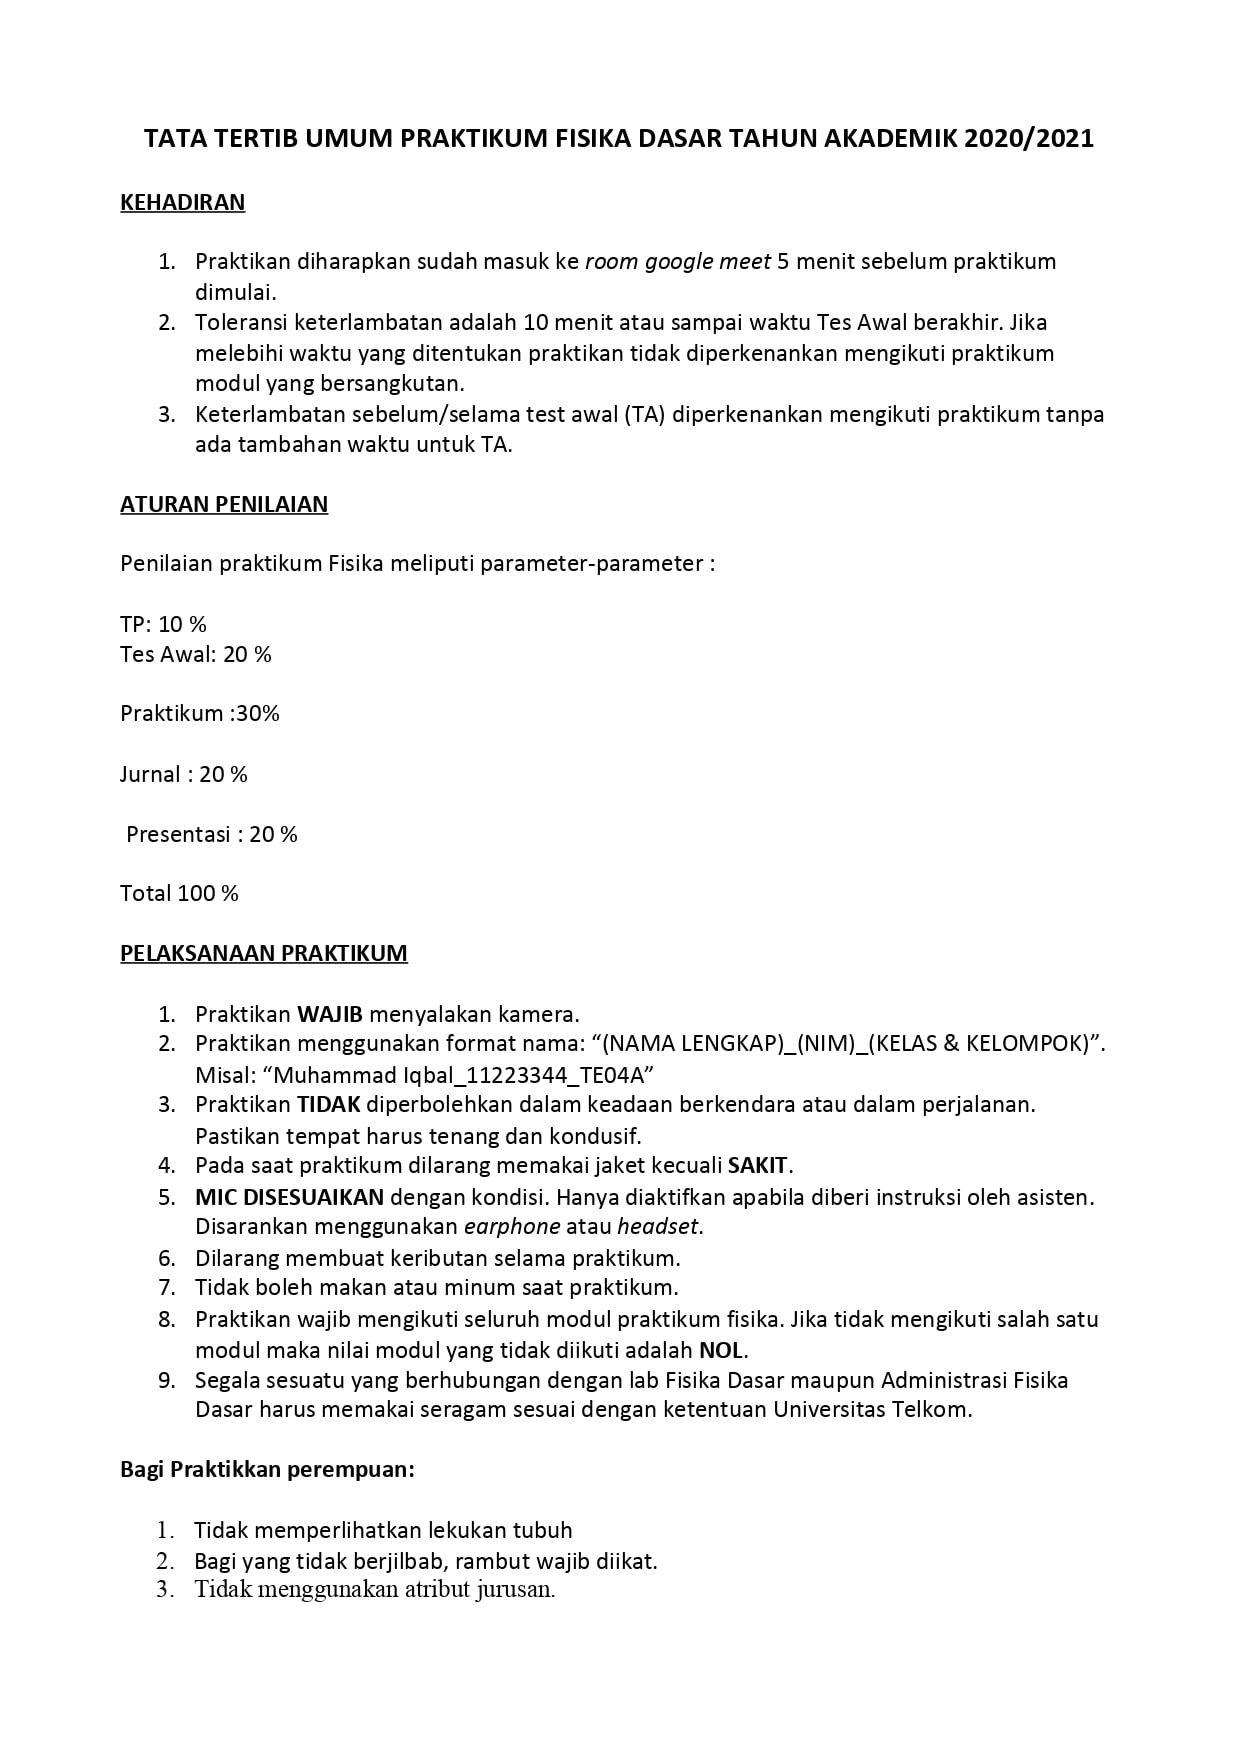 TATA TERTIB UMUM PRAKTIKUM FISIKA DASAR TAHUN AKADEMIK 2020/2021
KEHADIRAN
1. Praktikan diharapkan sudah masuk ke room google meet 5 menit sebelum praktikum
dimulai.
2. Toleransi keterlambatan adalah 10 menit atau sampai waktu Tes Awal berakhir. Jika
melebihi waktu yang ditentukan praktikan tidak diperkenankan mengikuti praktikum
modul yang bersangkutan.
3. Keterlambatan sebelum/selama test awal (TA) diperkenankan mengikuti praktikum tanpa
ada tambahan waktu untuk TA.
ATURAN PENILAIAN
Penilaian praktikum Fisika meliputi parameter-parameter :
TP: 10 %
Tes Awal: 20 %
Praktikum :30%
Jurnal : 20 %
Presentasi : 20 %
Total 100 %
PELAKSANAAN PRAKTIKUM
1. Praktikan WAJIB menyalakan kamera.
2. Praktikan menggunakan format nama: “(NAMA LENGKAP)_(NIM)_(KELAS & KELOMPOK)”.
Misal: “Muhammad Iqbal_11223344_TE04A”
3. Praktikan TIDAK diperbolehkan dalam keadaan berkendara atau dalam perjalanan.
Pastikan tempat harus tenang dan kondusif.
4. Pada saat praktikum dilarang memakai jaket kecuali SAKIT.
5. MIC DISESUAIKAN dengan kondisi. Hanya diaktifkan apabila diberi instruksi oleh asisten.
Disarankan menggunakan earphone atau headset.
6. Dilarang membuat keributan selama praktikum.
7. Tidak boleh makan atau minum saat praktikum.
8. Praktikan wajib mengikuti seluruh modul praktikum fisika. Jika tidak mengikuti salah satu
modul maka nilai modul yang tidak diikuti adalah NOL.
9. Segala sesuatu yang berhubungan dengan lab Fisika Dasar maupun Administrasi Fisika
Dasar harus memakai seragam sesuai dengan ketentuan Universitas Telkom.
Bagi Praktikkan perempuan:
1. Tidak memperlihatkan lekukan tubuh
2. Bagi yang tidak berjilbab, rambut wajib diikat.
3. Tidak menggunakan atribut jurusan.